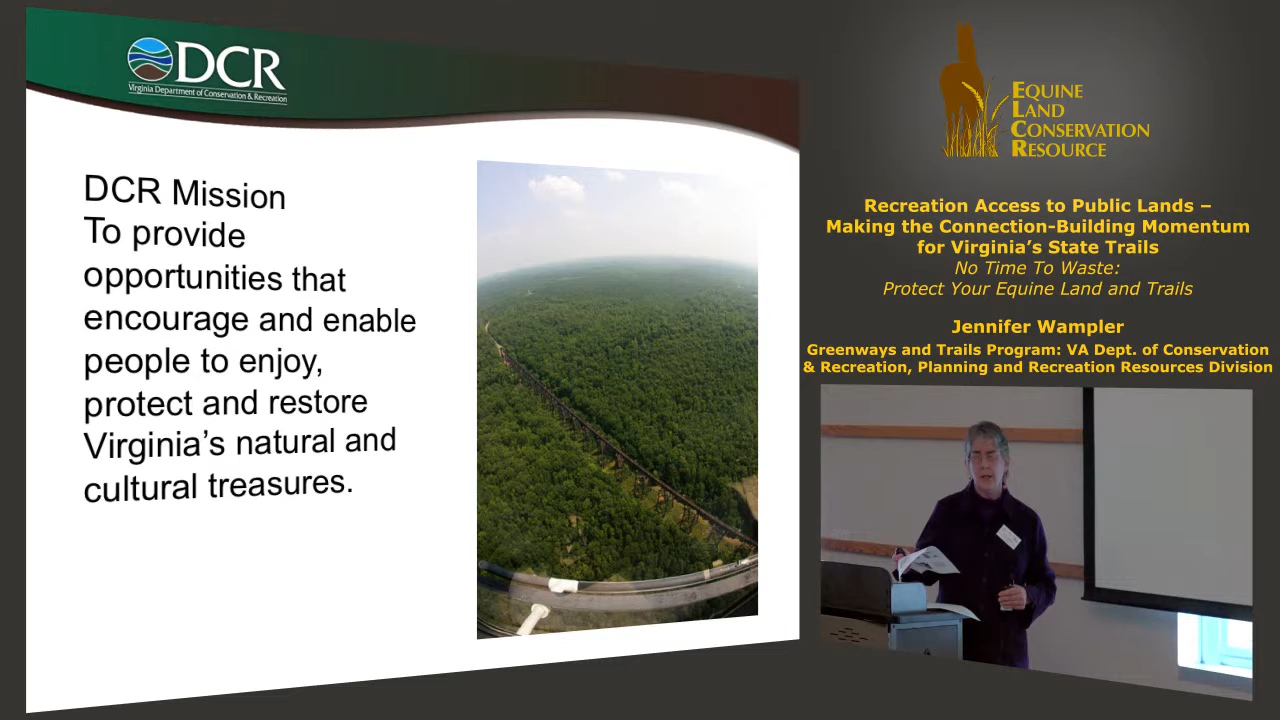 DCR
Virginia Department of Conservation & Recreation
DCR Mission
To provide
opportunities that
encourage and enable
people to enjoy,
protect and restore
Virginia’s natural and
cultural treasures.
EQUINE
LAND
CONSERVATION
RESOURCE
Recreation Access to Public Lands –
Making the Connection-Building Momentum
for Virginia’s State Trails
No Time To Waste:
Protect Your Equine Land and Trails
Jennifer Wampler
Greenways and Trails Program: VA Dept. of Conservation
& Recreation, Planning and Recreation Resources Division